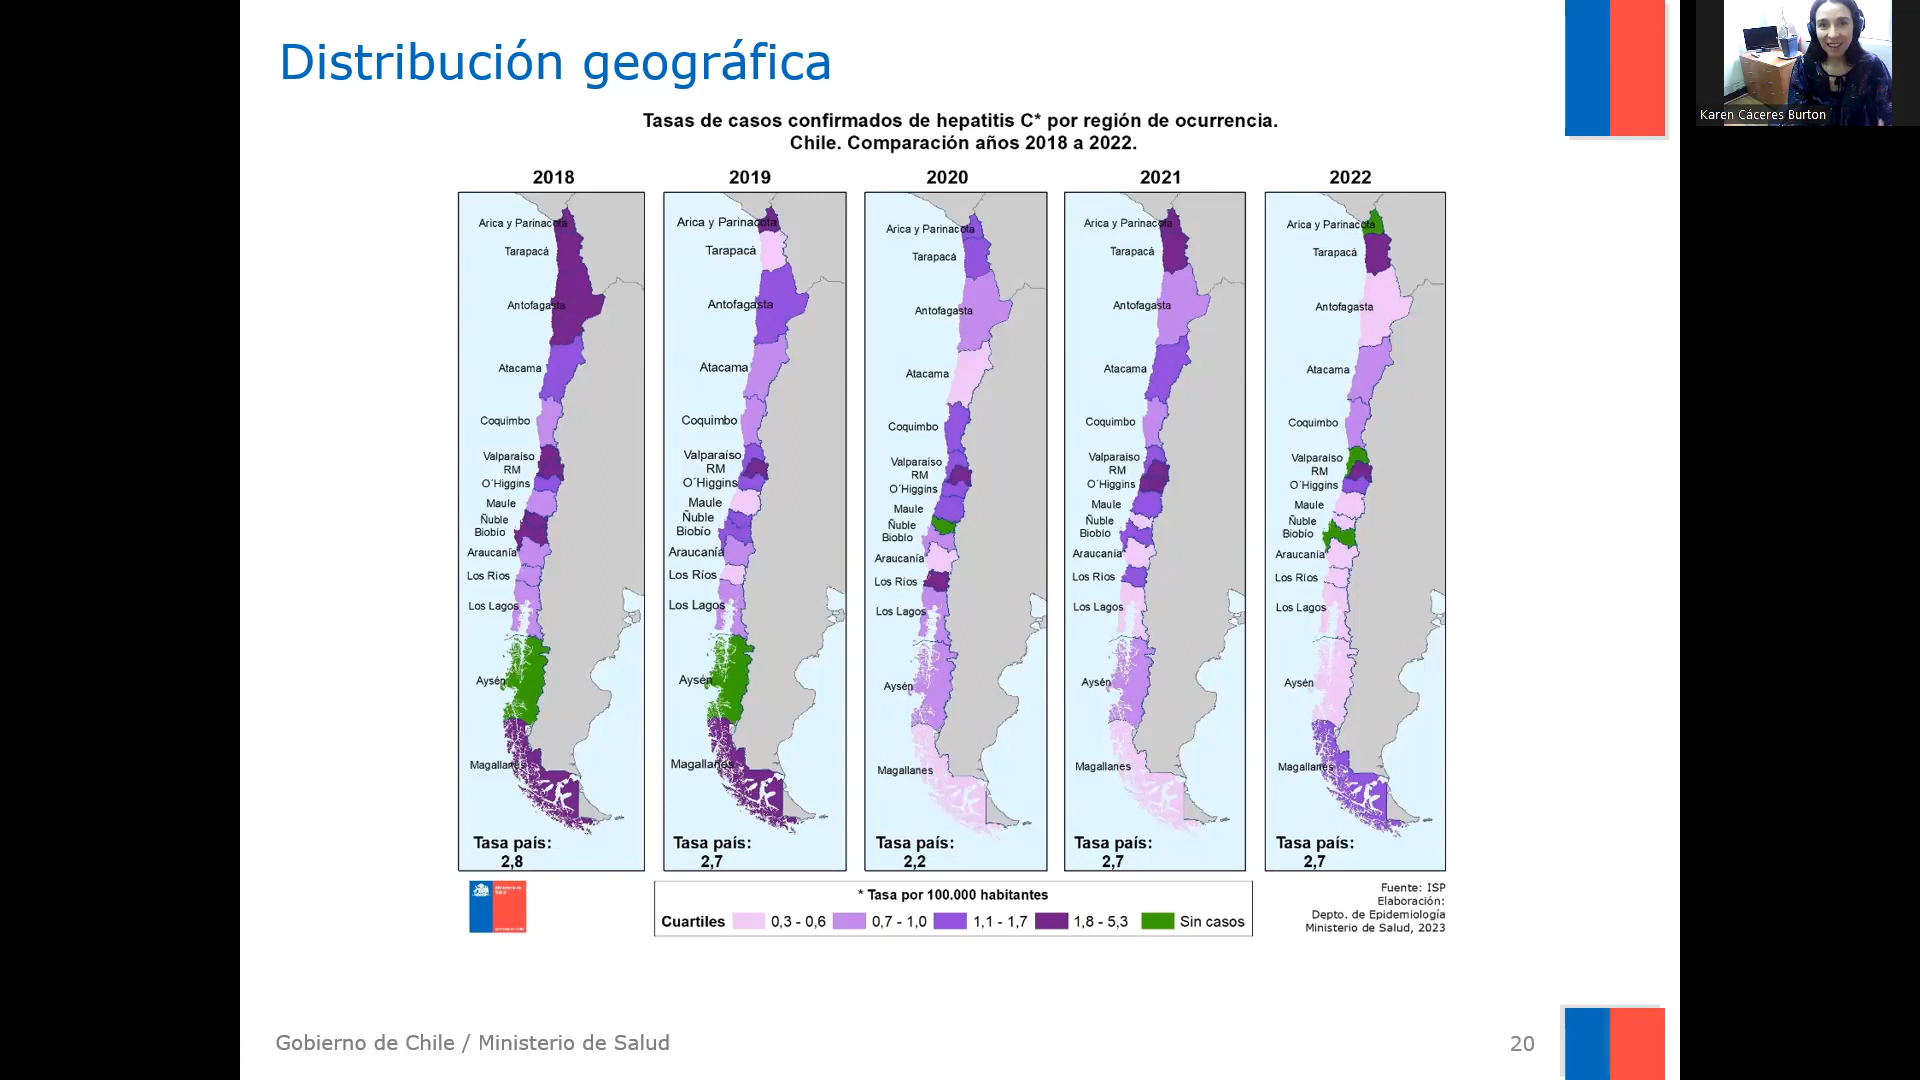 Distribución geográfica
Karen Cáceres Burton
Tasas de casos confirmados de hepatitis C* por región de ocurrencia.
Chile. Comparación años 2018 a 2022.
2018
Arica y Parinacota
Tarapacá
Antofagasta
Atacama
Coquimbo
Valparaíso
RM
O´Higgins
Maule
Ñuble
Biobío
Araucanía
Los Ríos
Los Lagos
Aysén
Magallanes
Tasa país:
2,8
2019
Arica y Parinacota
Tarapacá
Antofagasta
Atacama
Coquimbo
Valparaíso
RM
O´Higgins
Maule
Ñuble
Biobío
Araucanía
Los Ríos
Los Lagos
Aysén
Magallanes
Tasa país:
2,7
2020
Arica y Parinacota
Tarapacá
Antofagasta
Atacama
Coquimbo
Valparaíso
RM
O´Higgins
Maule
Ñuble
Biobío
Araucanía
Los Ríos
Los Lagos
Aysén
Magallanes
Tasa país:
2,2
2021
Arica y Parinacota
Tarapacá
Antofagasta
Atacama
Coquimbo
Valparaíso
RM
O´Higgins
Maule
Ñuble
Biobío
Araucanía
Los Ríos
Los Lagos
Aysén
Magallanes
Tasa país:
2,7
2022
Arica y Parinacota
Tarapacá
Antofagasta
Atacama
Coquimbo
Valparaíso
RM
O´Higgins
Maule
Ñuble
Biobío
Araucanía
Los Ríos
Los Lagos
Aysén
Magallanes
Tasa país:
2,7
* Tasa por 100.000 habitantes
Cuartiles 0,3 - 0,6 0,7 - 1,0 1,1 - 1,7 1,8 - 5,3 Sin casos
Fuente: ISP
Elaboración:
Depto. de Epidemiología
Ministerio de Salud, 2023
Gobierno de Chile / Ministerio de Salud
20